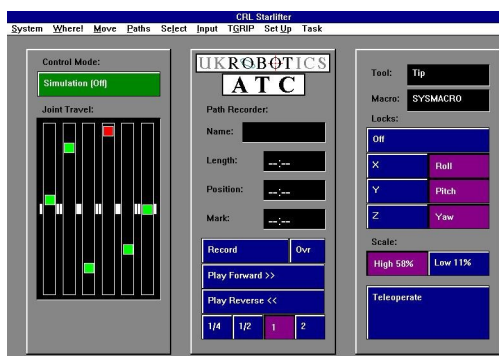 CRL Starlifter
System Where! Move Paths Select Input TGRIP Set Up Task
Control Mode:
Simulation (Off)
Joint Travel:
UKROBOTICS
ATC
Path Recorder:
Name:
Length: --:--
Position: --:--
Mark: --:--
Record Ovr
Play Forward >>
Play Reverse <<
1/4 1/2 1 2
Tool: Tip
Macro: SYSMACRO
Locks:
Off
X Roll
Y Pitch
Z Yaw
Scale:
High 58% Low 11%
Teleoperate